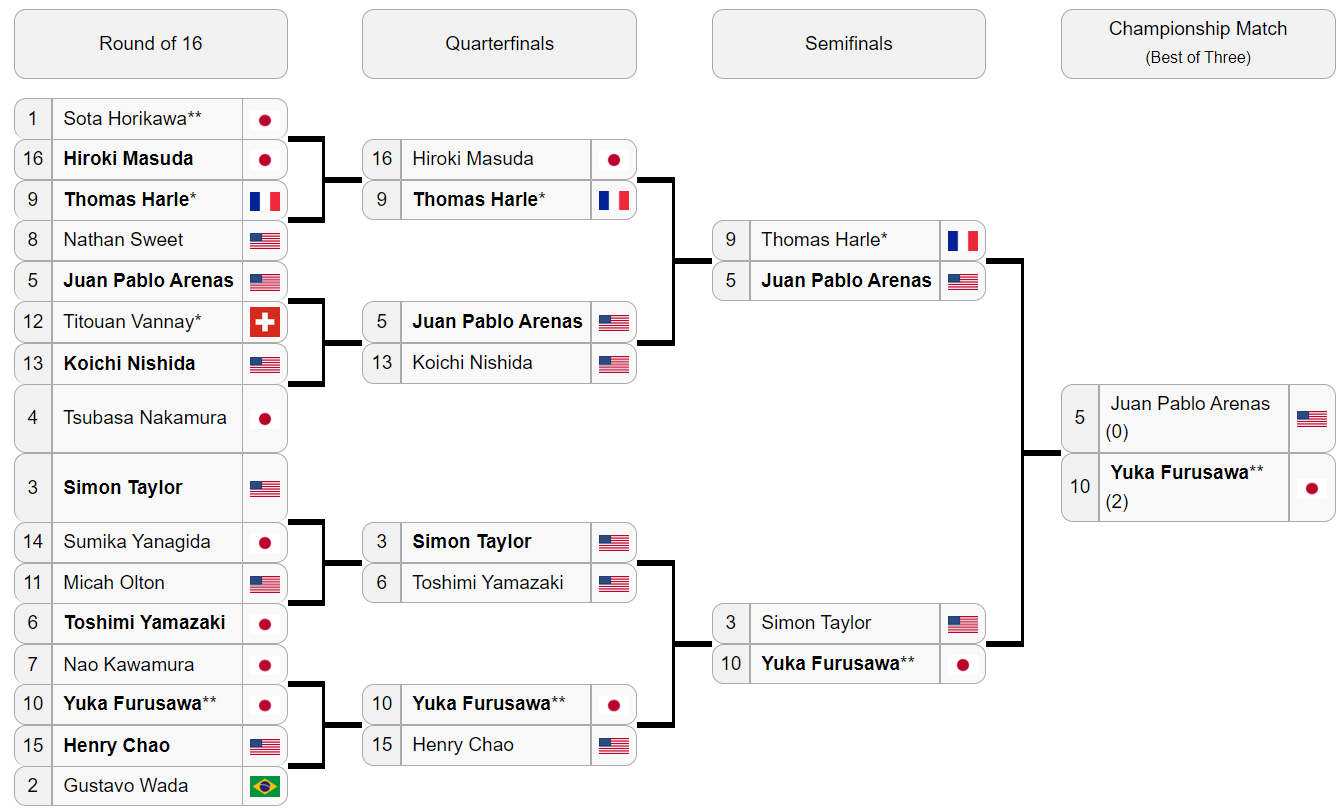 Round of 16
Quarterfinals
Semifinals
Championship Match
(Best of Three)
1 Sota Horikawa**
16 Hiroki Masuda
9 Thomas Harle*
8 Nathan Sweet
5 Juan Pablo Arenas
12 Titouan Vannay*
13 Koichi Nishida
4 Tsubasa Nakamura
3 Simon Taylor
14 Sumika Yanagida
11 Micah Olton
6 Toshimi Yamazaki
7 Nao Kawamura
10 Yuka Furusawa**
15 Henry Chao
2 Gustavo Wada
16 Hiroki Masuda
9 Thomas Harle*
5 Juan Pablo Arenas
13 Koichi Nishida
3 Simon Taylor
6 Toshimi Yamazaki
10 Yuka Furusawa**
15 Henry Chao
9 Thomas Harle*
5 Juan Pablo Arenas
3 Simon Taylor
10 Yuka Furusawa**
5 Juan Pablo Arenas
(0)
10 Yuka Furusawa**
(2)